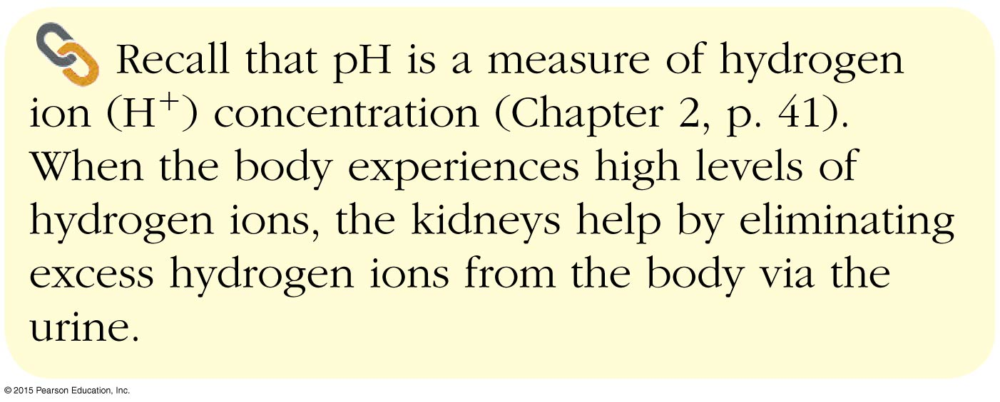 Recall that pH is a measure of hydrogen
ion (H⁺) concentration (Chapter 2, p. 41).
When the body experiences high levels of
hydrogen ions, the kidneys help by eliminating
excess hydrogen ions from the body via the
urine.
© 2015 Pearson Education, Inc.